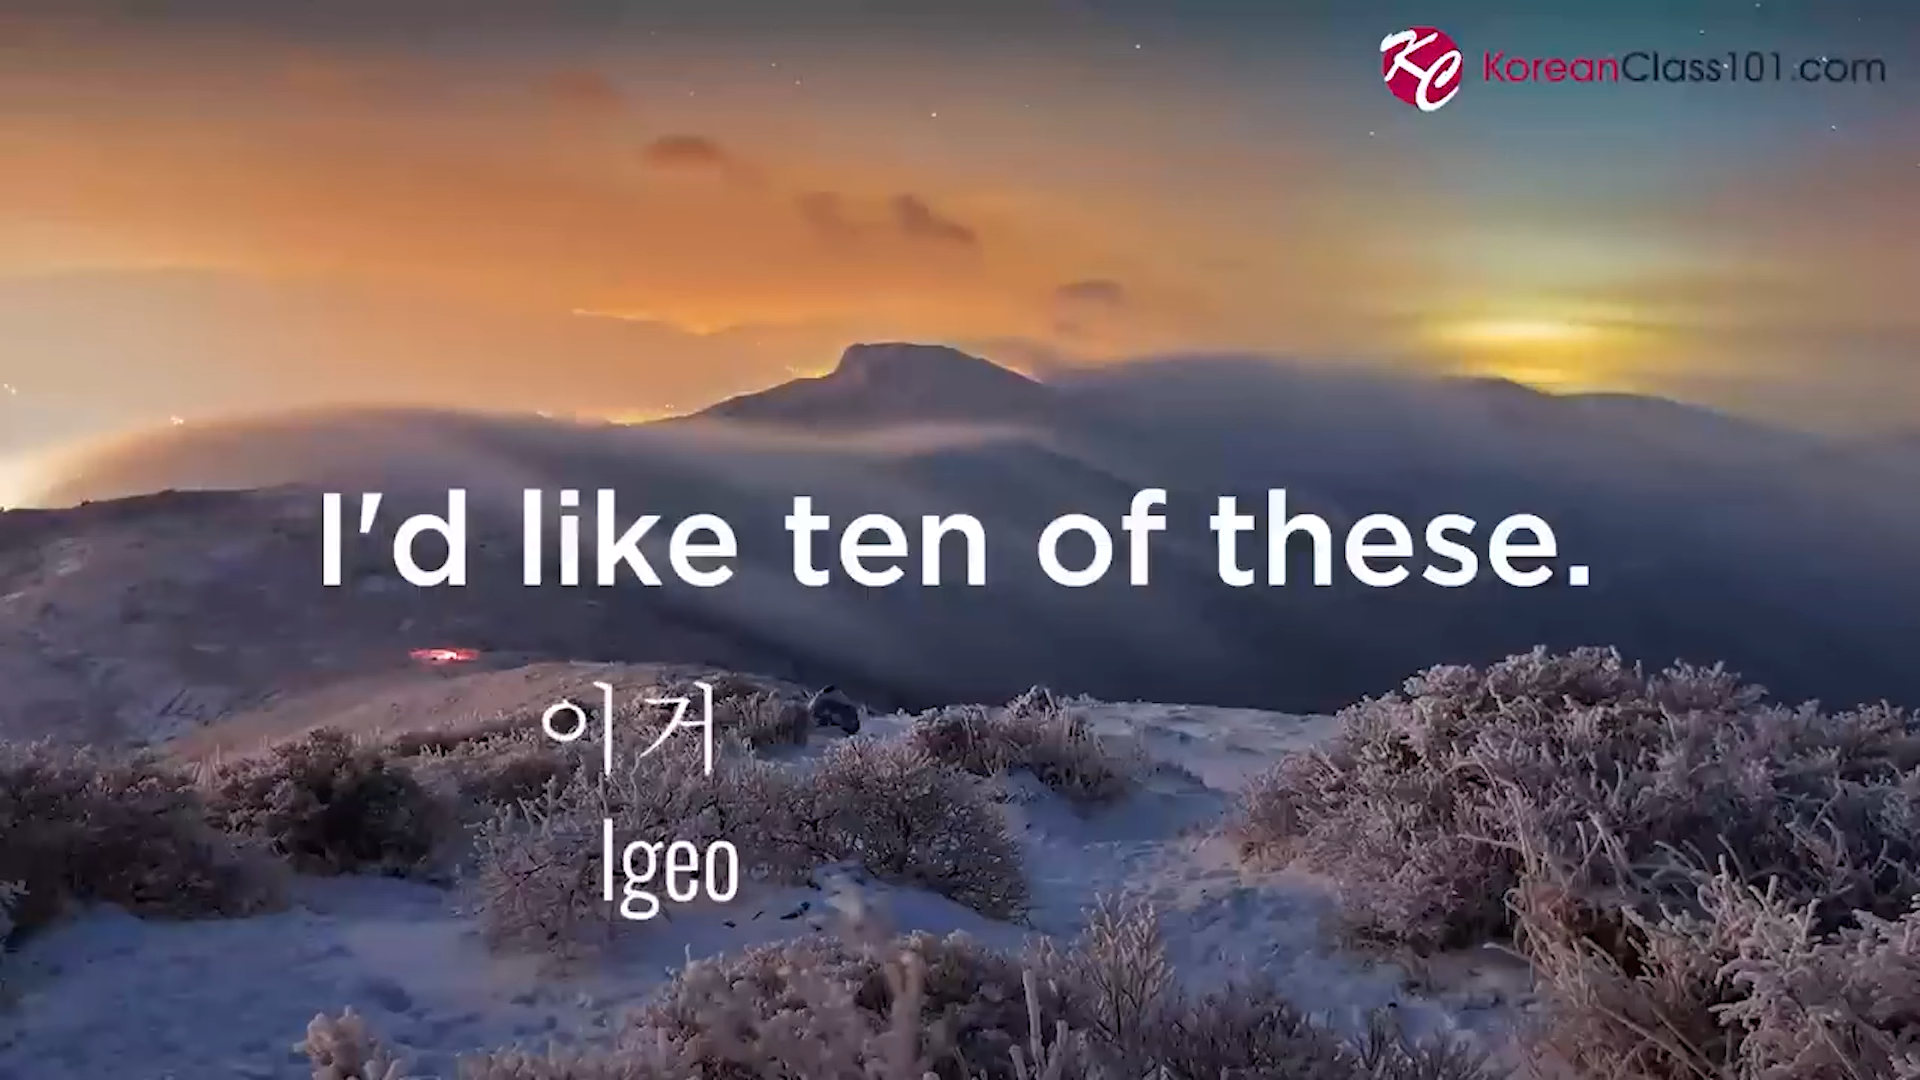 KC KoreanClass101.com
I'd like ten of these.
이거
Igeo